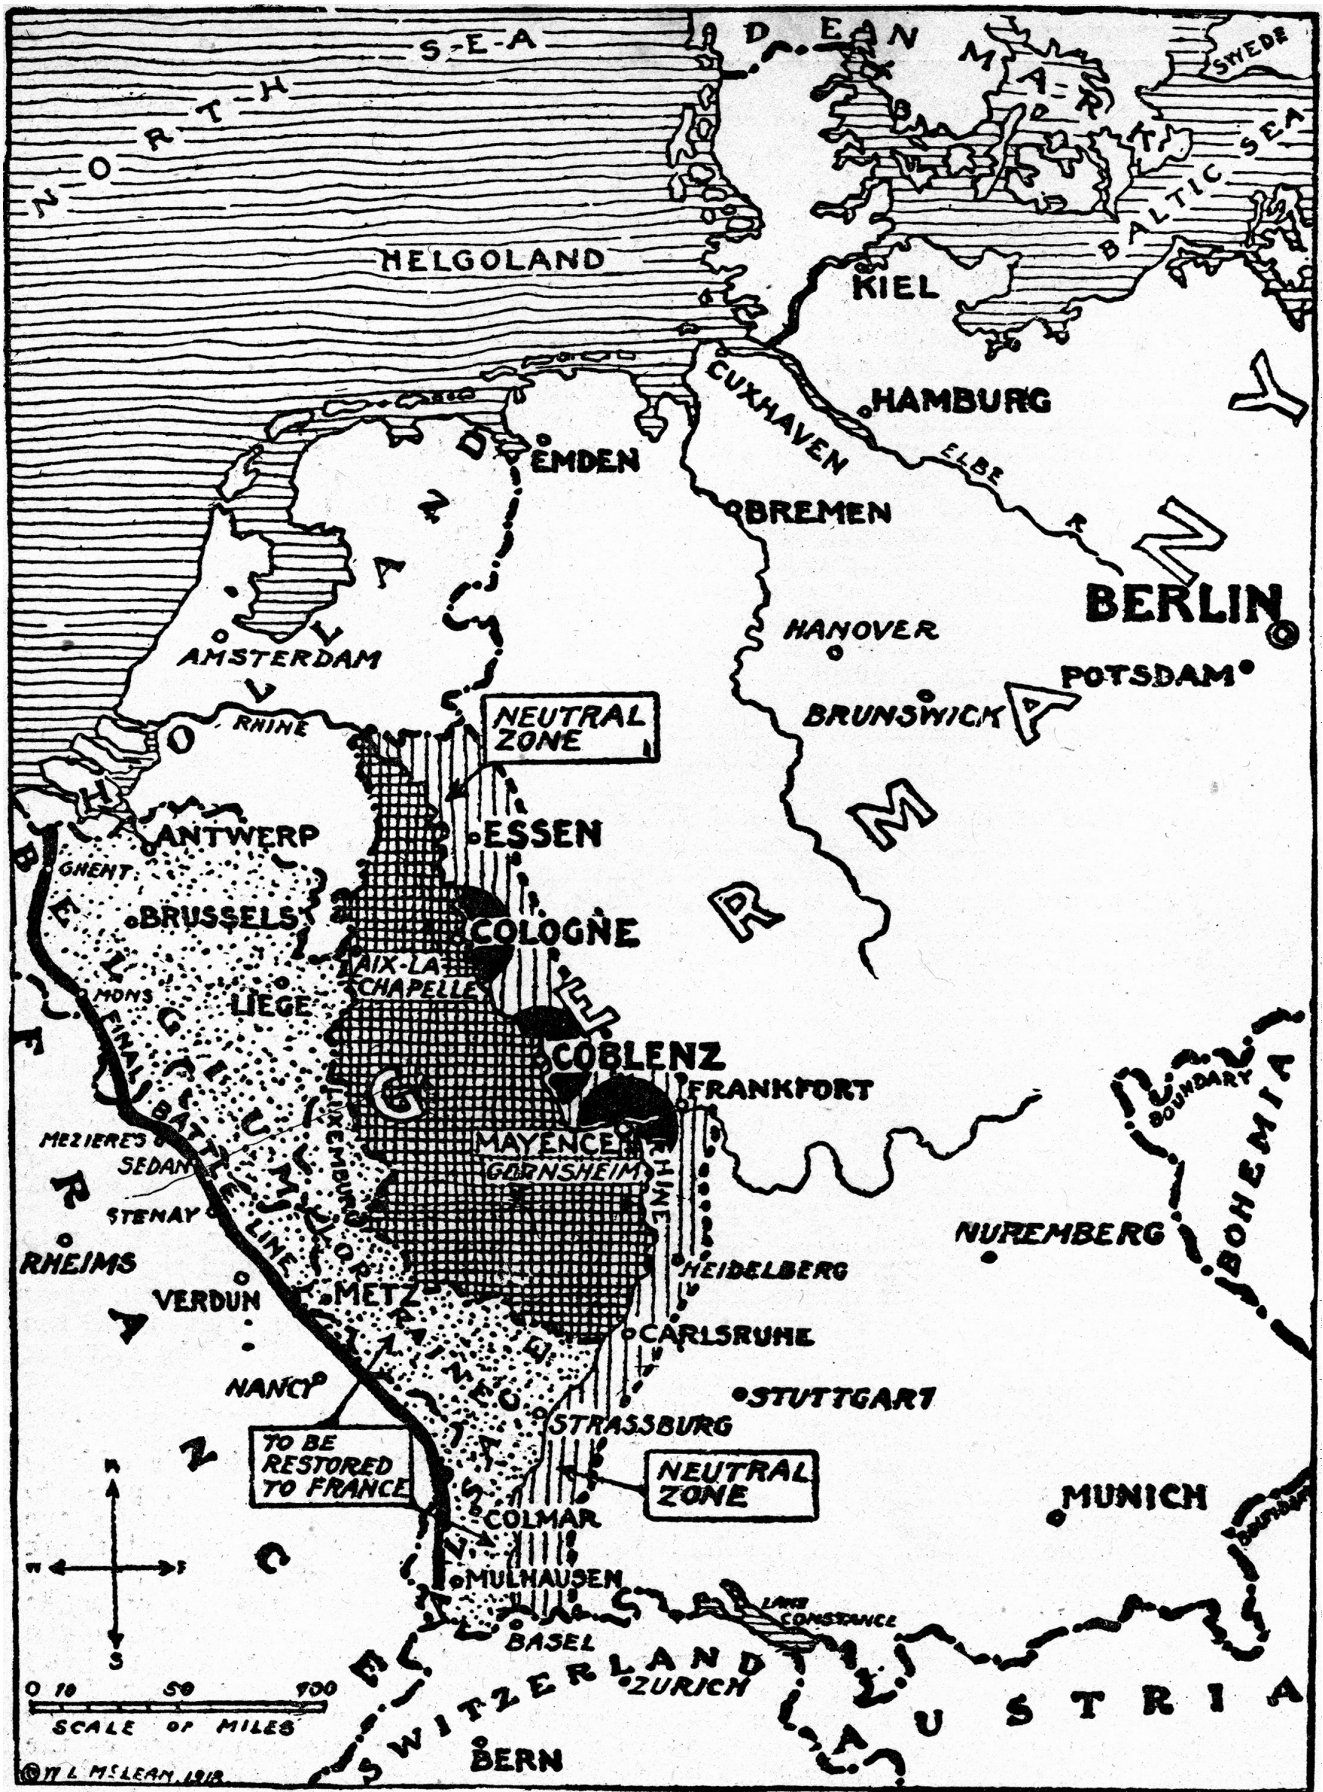 NORTH SEA
DENMARK
SWEDE
BALTIC SEA
HELGOLAND
KIEL
CUXHAVEN
HAMBURG
ELBE R
EMDEN
BREMEN
HOLLAND
GERMANY
BERLIN
HANOVER
POTSDAM
AMSTERDAM
BRUNSWICK
RHINE
NEUTRAL
ZONE
ANTWERP
ESSEN
GHENT
BELGIUM
BRUSSELS
COLOGNE
AIX-LA-
CHAPELLE
MONS
LIEGE
FINAL BATTLE LINE
COBLENZ
LUXEMBURG
FRANKFORT
BOUNDARY
BOHEMIA
MEZIERES
SEDAN
MAYENCE
GERNSHEIM
RHINE
STENAY
FRANCE
RHEIMS
NUREMBERG
HEIDELBERG
VERDUN
METZ
LORRAINE
CARLSRUHE
NANCY
STUTTGART
STRASSBURG
TO BE
RESTORED
TO FRANCE
ALSACE
NEUTRAL
ZONE
COLMAR
MUNICH
BOUNDARY
MULHAUSEN
LAKE
CONSTANCE
BASEL
SWITZERLAND
ZURICH
AUSTRIA
BERN
N
W E
S
0 10 50 100
SCALE OF MILES
© W L McLEAN, 1918